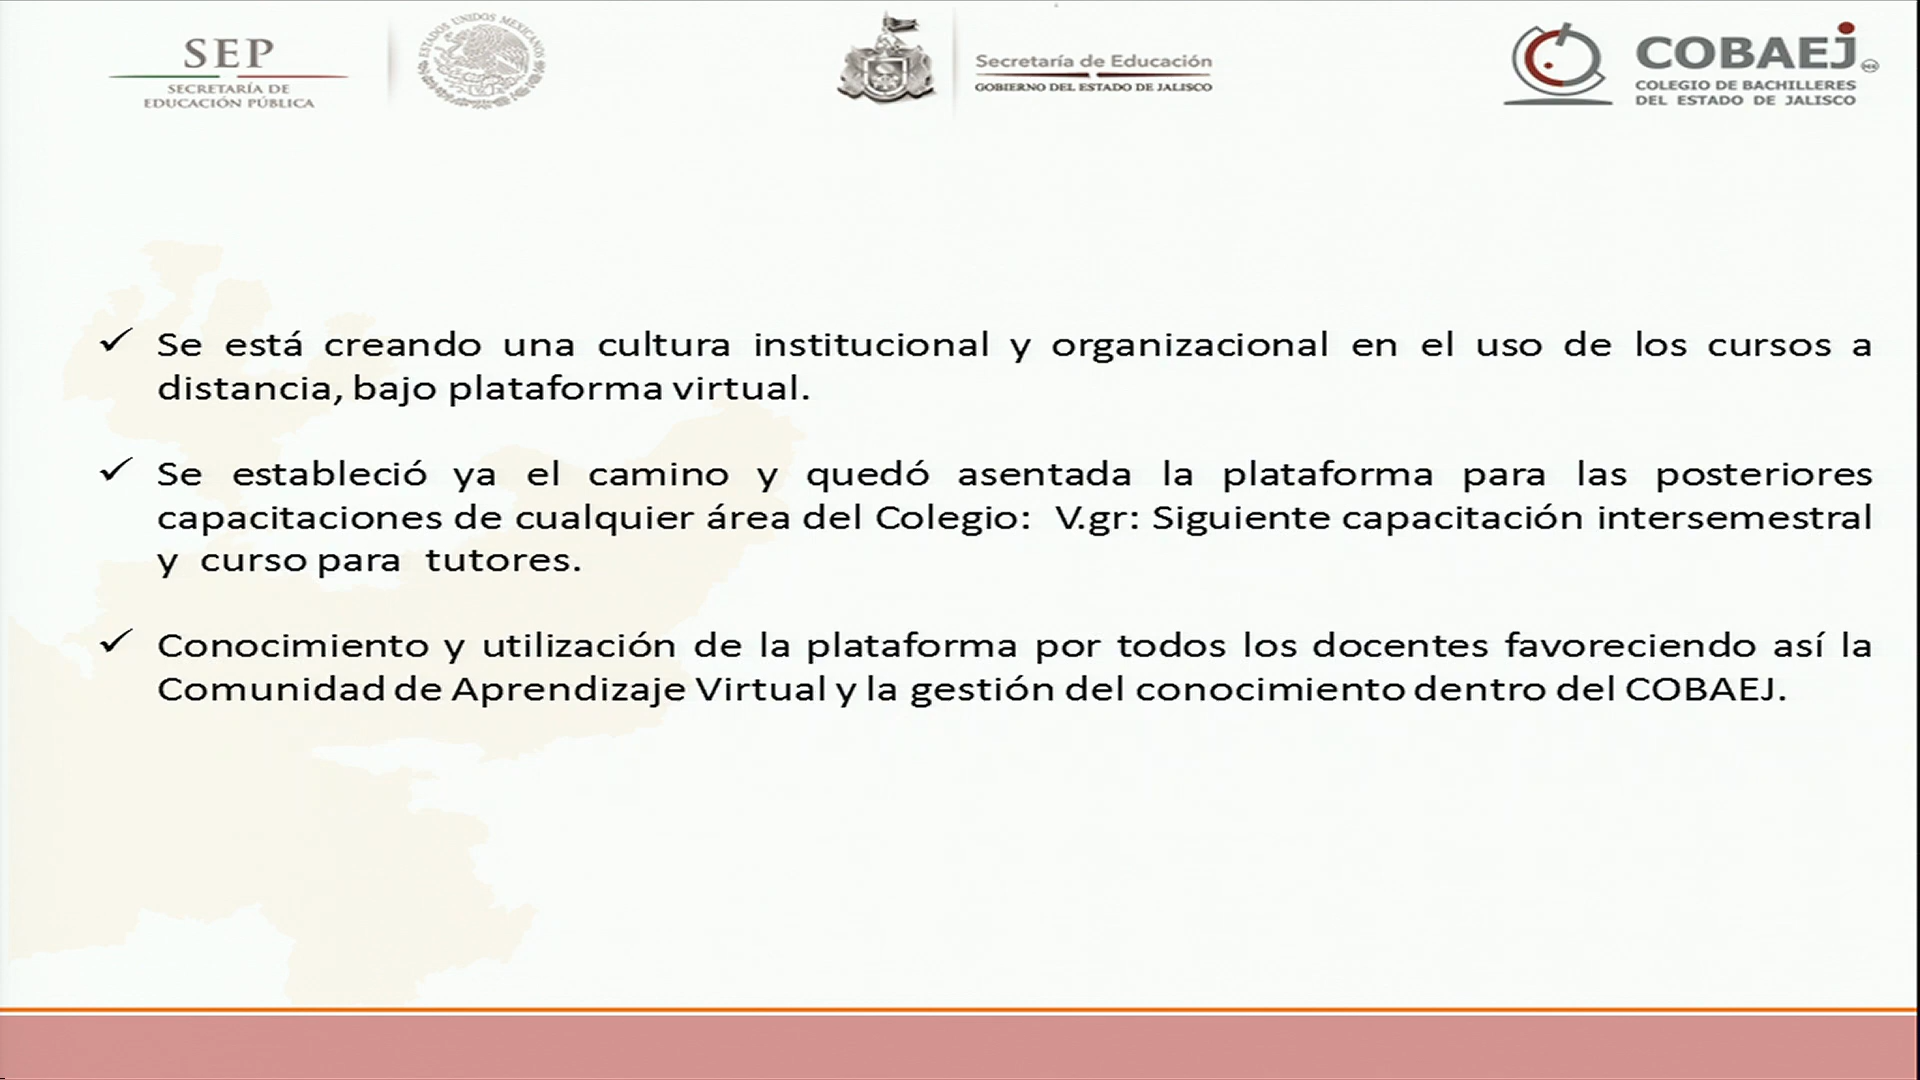 SEP
SECRETARÍA DE
EDUCACIÓN PÚBLICA
ESTADOS UNIDOS MEXICANOS
Secretaría de Educación
GOBIERNO DEL ESTADO DE JALISCO
COBAEJ
COLEGIO DE BACHILLERES
DEL ESTADO DE JALISCO
✓ Se está creando una cultura institucional y organizacional en el uso de los cursos a
distancia, bajo plataforma virtual.
✓ Se estableció ya el camino y quedó asentada la plataforma para las posteriores
capacitaciones de cualquier área del Colegio: V.gr: Siguiente capacitación intersemestral
y curso para tutores.
✓ Conocimiento y utilización de la plataforma por todos los docentes favoreciendo así la
Comunidad de Aprendizaje Virtual y la gestión del conocimiento dentro del COBAEJ.